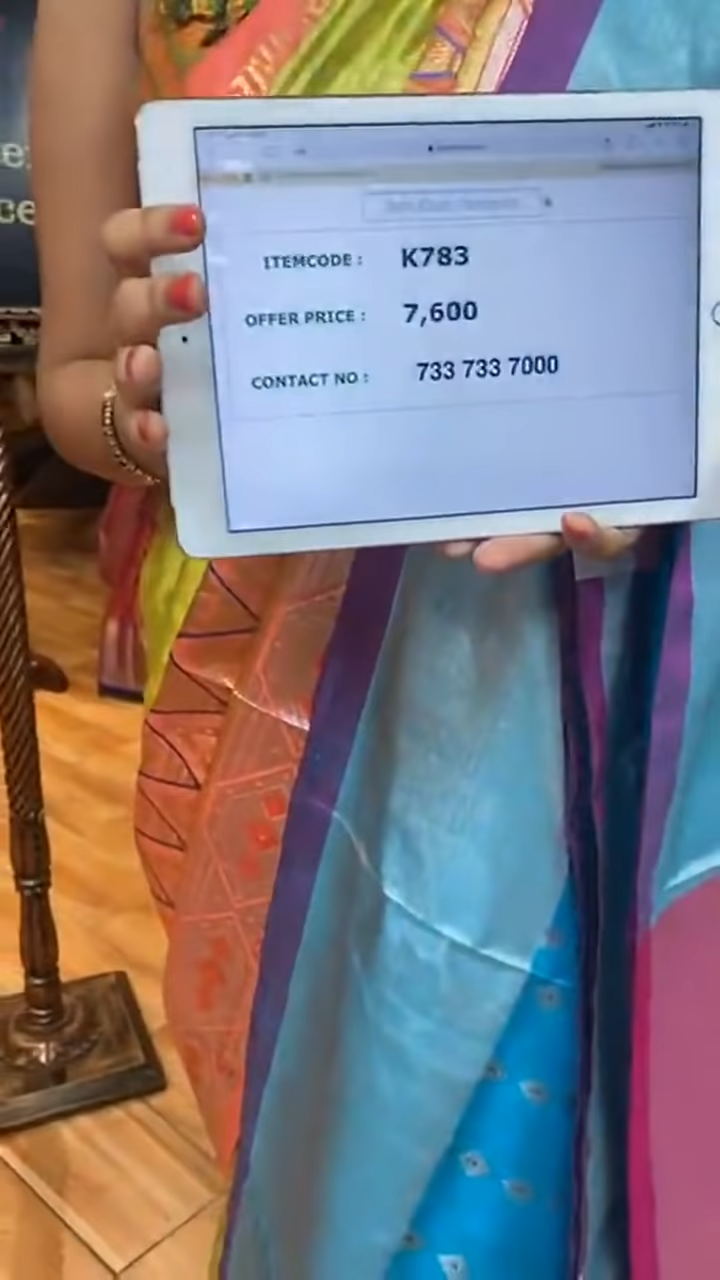 ITEMCODE : K783
OFFER PRICE : 7,600
CONTACT NO : 733 733 7000